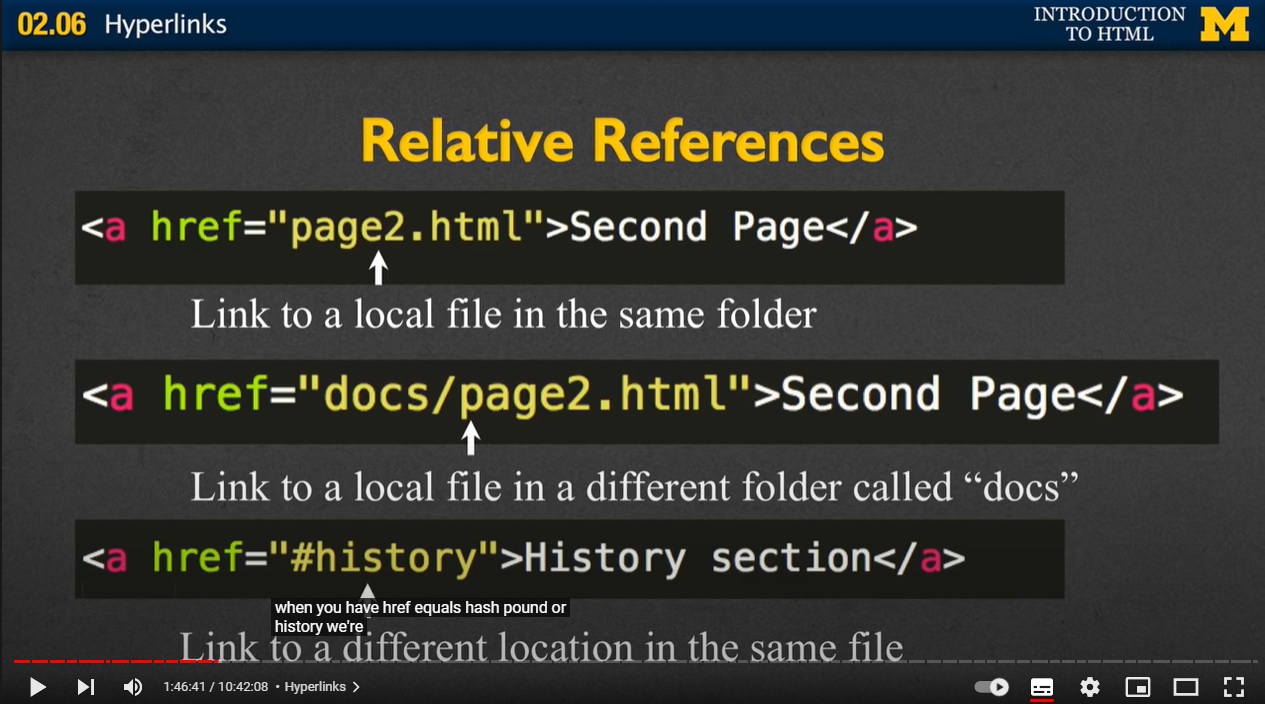 02.06 Hyperlinks
INTRODUCTION
TO HTML
M
Relative References
<a href="page2.html">Second Page</a>
Link to a local file in the same folder
<a href="docs/page2.html">Second Page</a>
Link to a local file in a different folder called “docs”
<a href="#history">History section</a>
when you have href equals hash pound or
history we're
Link to a different location in the same file
1:46:41 / 10:42:08 • Hyperlinks >